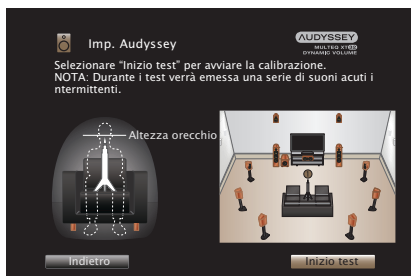 Imp. Audyssey
AUDYSSEY
MULTEQ XT32
DYNAMIC VOLUME
Selezionare “Inizio test” per avviare la calibrazione.
NOTA: Durante i test verrà emessa una serie di suoni acuti i
ntermittenti.
Altezza orecchio
Indietro
Inizio test